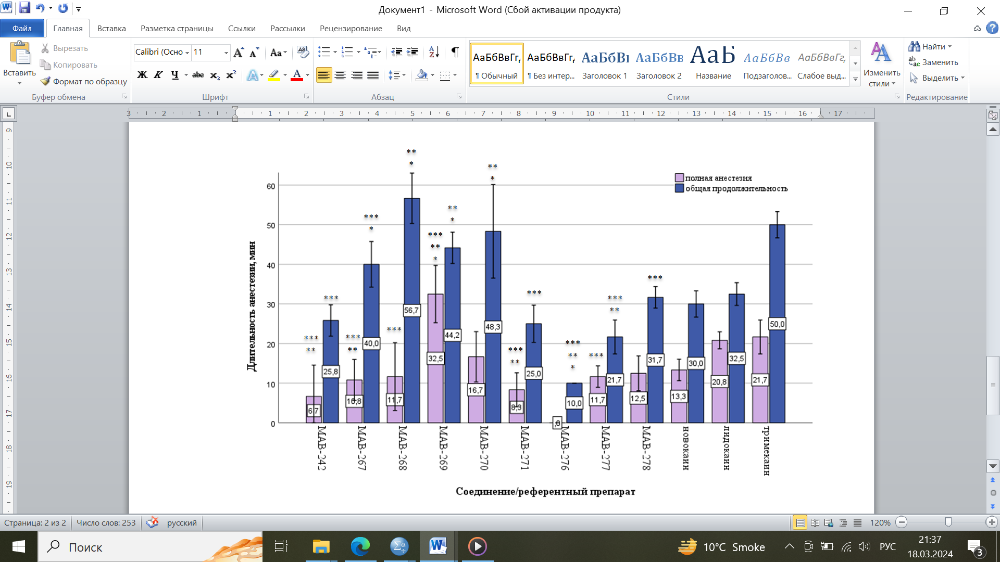 Документ1 - Microsoft Word (Сбой активации продукта)
Файл Главная Вставка Разметка страницы Ссылки Рассылки Рецензирование Вид
Вставить
Вырезать
Копировать
Формат по образцу
Буфер обмена
Calibri (Осно 11
Ж К Ч abc x₂ x²
Шрифт
Абзац
АаБбВвГг, АаБбВвГг, АаБбВı АаБбВв АаБ АаБбВв АаБбВвГг,
¶ Обычный ¶ Без интер... Заголовок 1 Заголовок 2 Название Подзаголов... Слабое выд...
Стили
Изменить
стили
Найти
Заменить
Выделить
Редактирование
3 2 1 1 2 3 4 5 6 7 8 9 10 11 12 13 14 15 16 17
9
10
11
12
13
14
15
16
17
18
19
полная анестезия
общая продолжительность
Длительность анестезии, мин
60
50
40
30
20
10
0
** * ** * *** * ** * *** ** * *** *** *** *** *** ** *** *** ** *** ** *** ** * ***
6,7 25,8
10,8 40,0
11,7 56,7
32,5 44,2
16,7 48,3
8,3 25,0
,0 10,0
11,7 21,7
12,5 31,7
13,3 30,0
20,8 32,5
21,7 50,0
МАВ-242
МАВ-267
МАВ-268
МАВ-269
МАВ-270
МАВ-271
МАВ-276
МАВ-277
МАВ-278
новокаин
лидокаин
тримекаин
Соединение/референтный препарат
Страница: 2 из 2 Число слов: 253 русский 120%
Поиск
10°C Smoke
РУС
21:37
18.03.2024
3